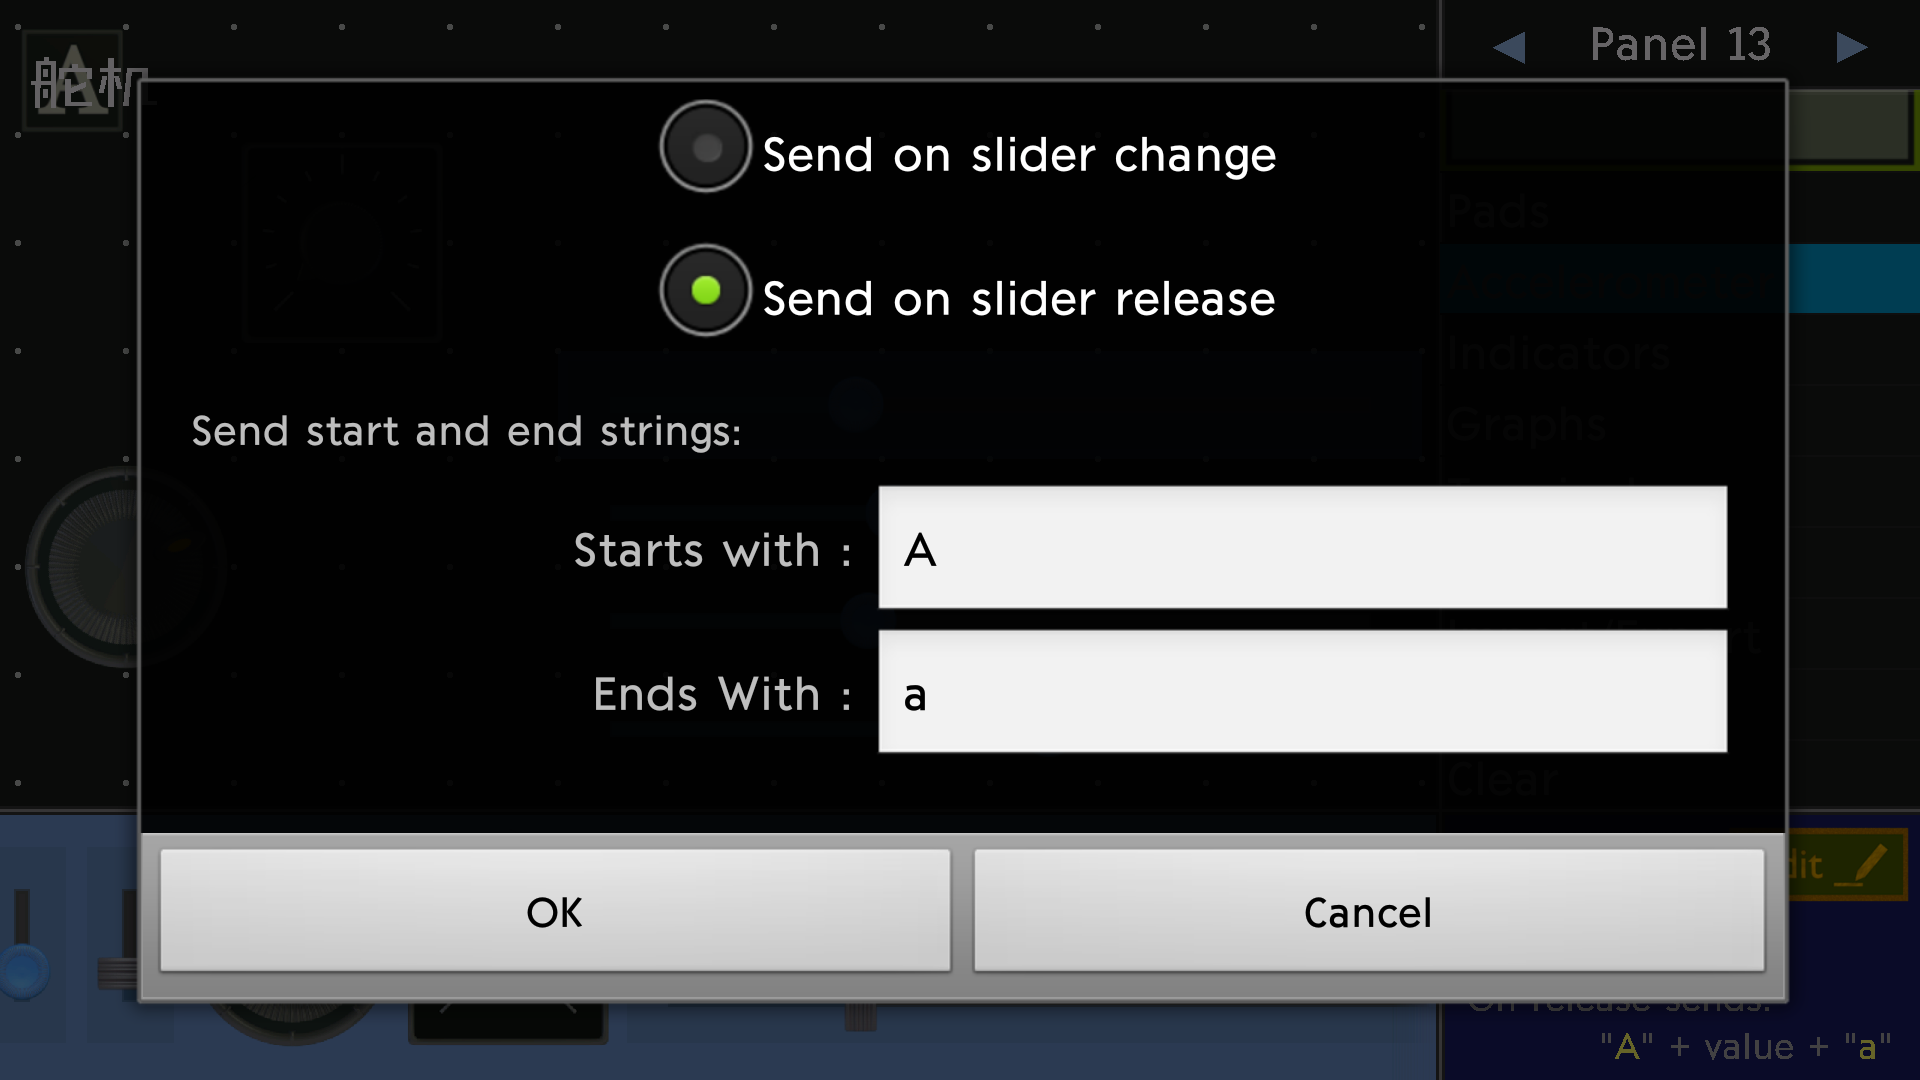 Panel 13
A
舵机
Send on slider change
Pads
Send on slider release
Indicators
Send start and end strings:
Graphs
Starts with :
A
Ends With :
a
Clear
OK
Cancel
On release sends:
"A" + value + "a"